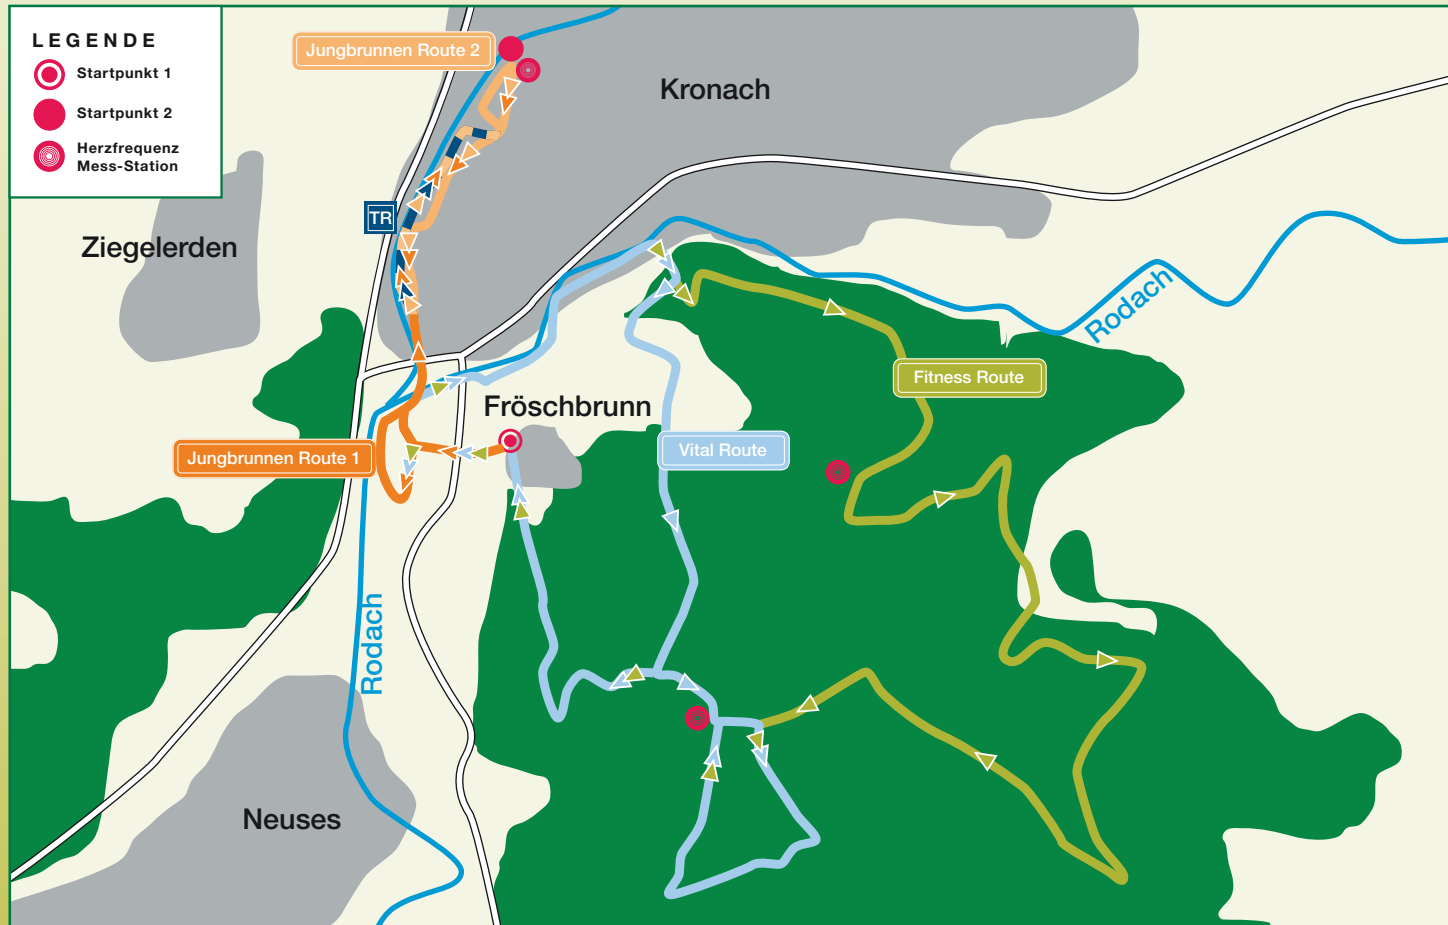 LEGENDE
Startpunkt 1
Startpunkt 2
Herzfrequenz
Mess-Station
Jungbrunnen Route 2
Kronach
TR
Ziegelerden
Rodach
Fitness Route
Fröschbrunn
Jungbrunnen Route 1
Vital Route
Rodach
Neuses